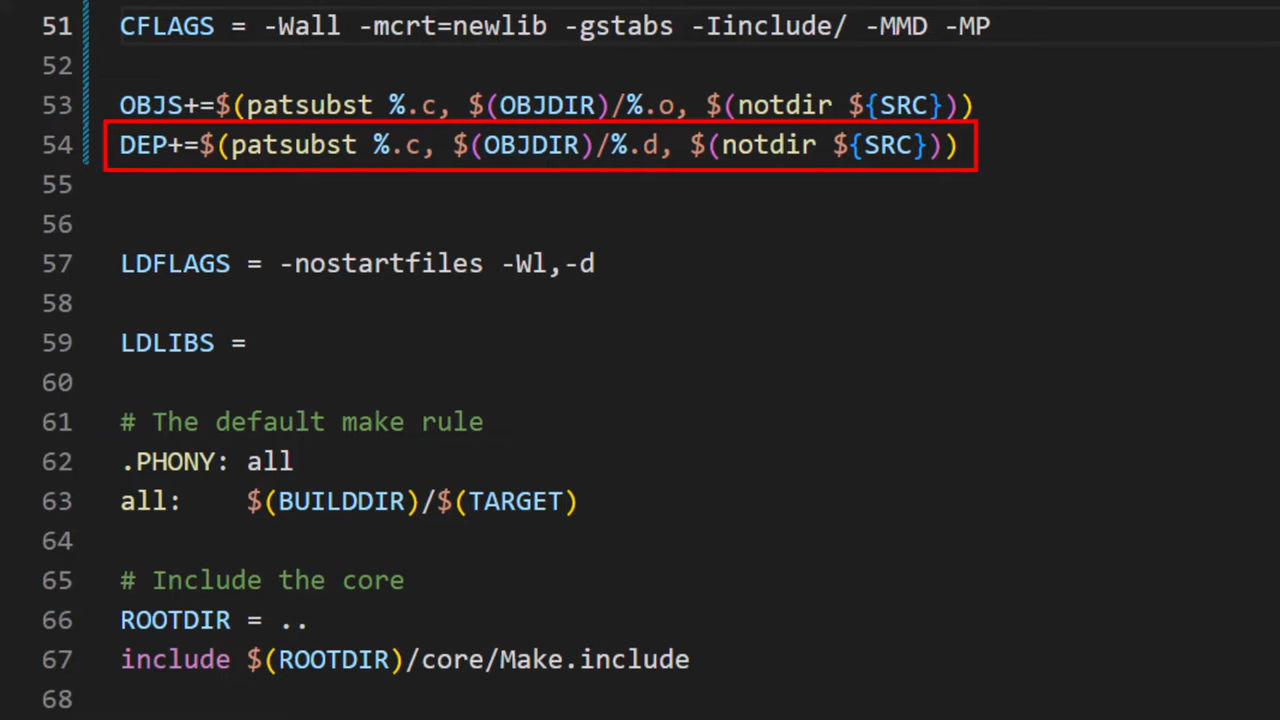 51 CFLAGS = -Wall -mcrt=newlib -gstabs -Iinclude/ -MMD -MP
52
53 OBJS+=$(patsubst %.c, $(OBJDIR)/%.o, $(notdir ${SRC}))
54 DEP+=$(patsubst %.c, $(OBJDIR)/%.d, $(notdir ${SRC}))
55
56
57 LDFLAGS = -nostartfiles -Wl,-d
58
59 LDLIBS =
60
61 # The default make rule
62 .PHONY: all
63 all:    $(BUILDDIR)/$(TARGET)
64
65 # Include the core
66 ROOTDIR = ..
67 include $(ROOTDIR)/core/Make.include
68